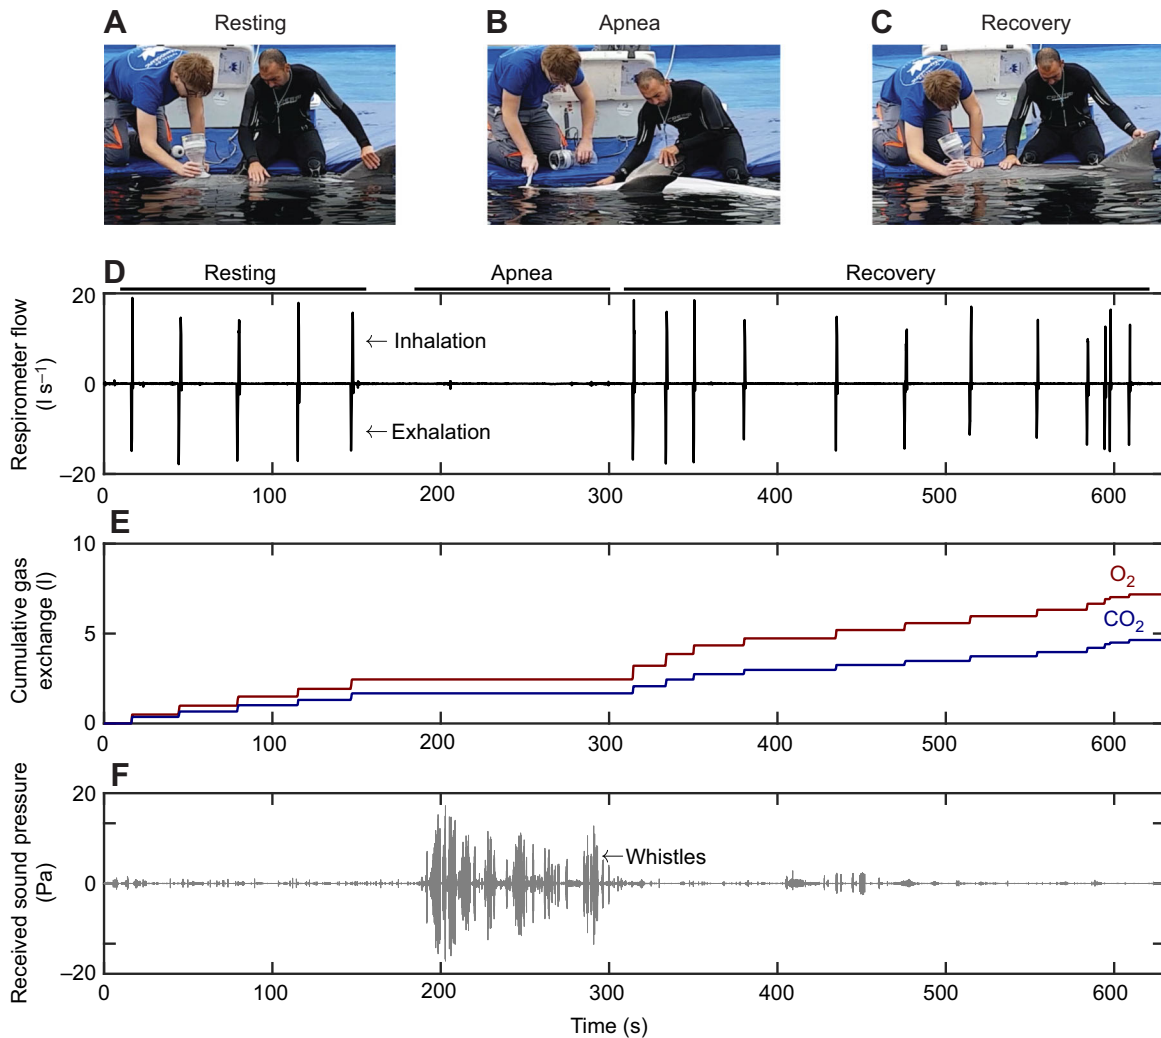 A Resting
B Apnea
C Recovery
D Resting Apnea Recovery
Respirometer flow
(l s⁻¹)
20
0
–20
Inhalation
Exhalation
0 100 200 300 400 500 600
E
Cumulative gas
exchange (l)
10
5
0
O₂
CO₂
0 100 200 300 400 500 600
F
Received sound pressure
(Pa)
20
0
–20
Whistles
0 100 200 300 400 500 600
Time (s)